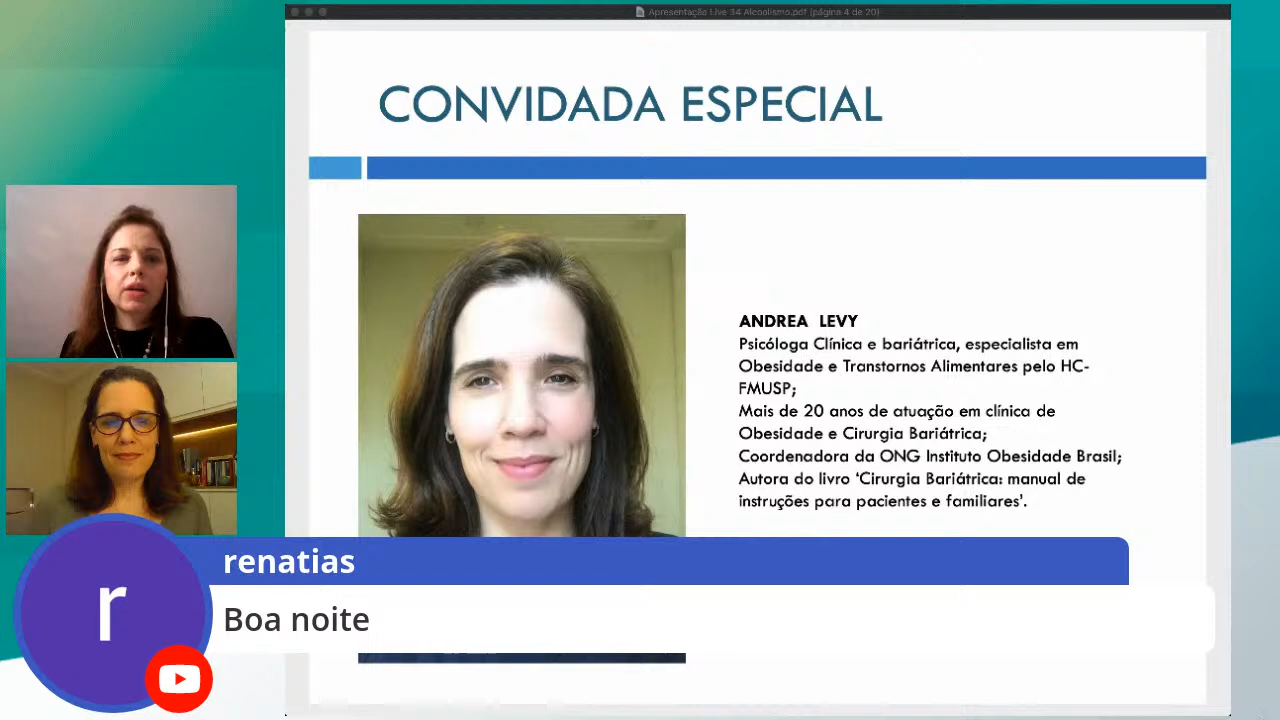 Apresentação Live 34 Alcoolismo.pdf (página 4 de 20)
CONVIDADA ESPECIAL
ANDREA LEVY
Psicóloga Clínica e bariátrica, especialista em
Obesidade e Transtornos Alimentares pelo HC-
FMUSP;
Mais de 20 anos de atuação em clínica de
Obesidade e Cirurgia Bariátrica;
Coordenadora da ONG Instituto Obesidade Brasil;
Autora do livro ‘Cirurgia Bariátrica: manual de
instruções para pacientes e familiares’.
r
renatias
Boa noite